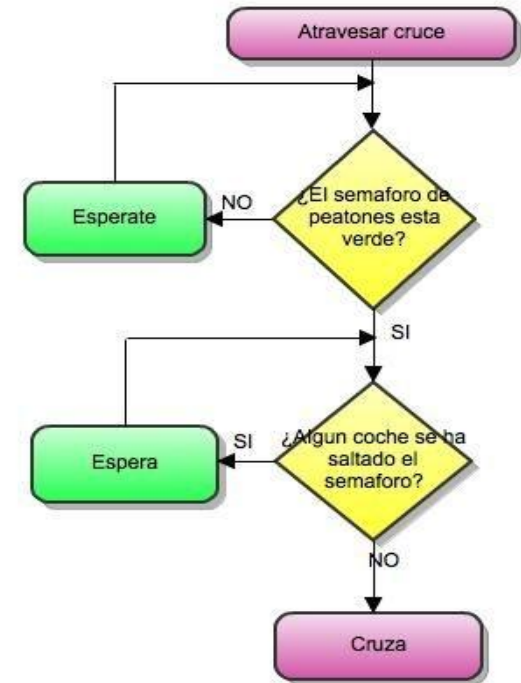 Atravesar cruce
¿El semaforo de
peatones esta
verde?
NO
Esperate
SI
¿Algun coche se ha
saltado el
semaforo?
SI
Espera
NO
Cruza